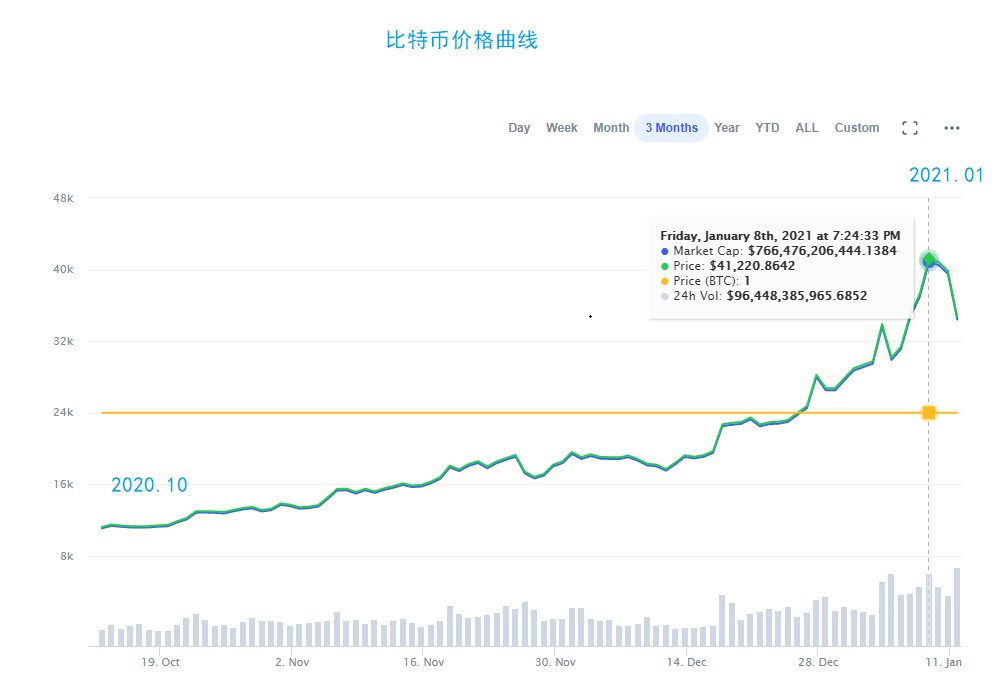 比特币价格曲线
Day Week Month 3 Months Year YTD ALL Custom
2021.01
48k
Friday, January 8th, 2021 at 7:24:33 PM
Market Cap: $766,476,206,444.1384
40k
Price: $41,220.8642
Price (BTC): 1
24h Vol: $96,448,385,965.6852
32k
24k
16k
2020.10
8k
19. Oct 2. Nov 16. Nov 30. Nov 14. Dec 28. Dec 11. Jan